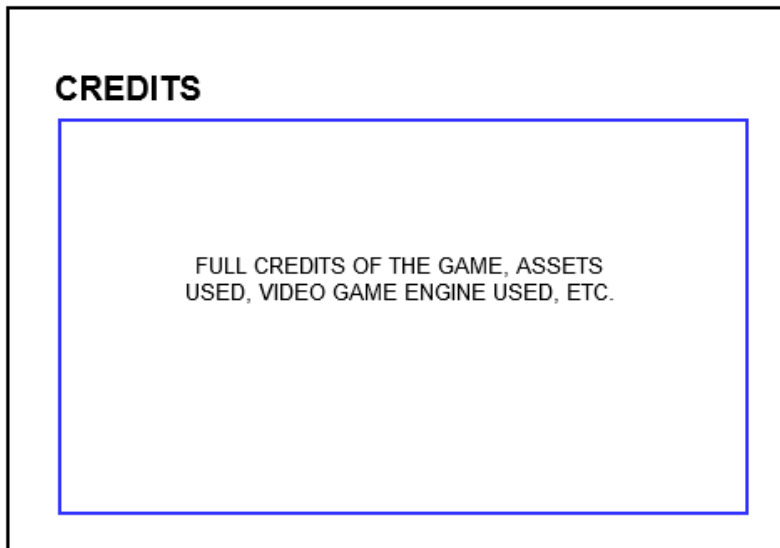 CREDITS
FULL CREDITS OF THE GAME, ASSETS
USED, VIDEO GAME ENGINE USED, ETC.